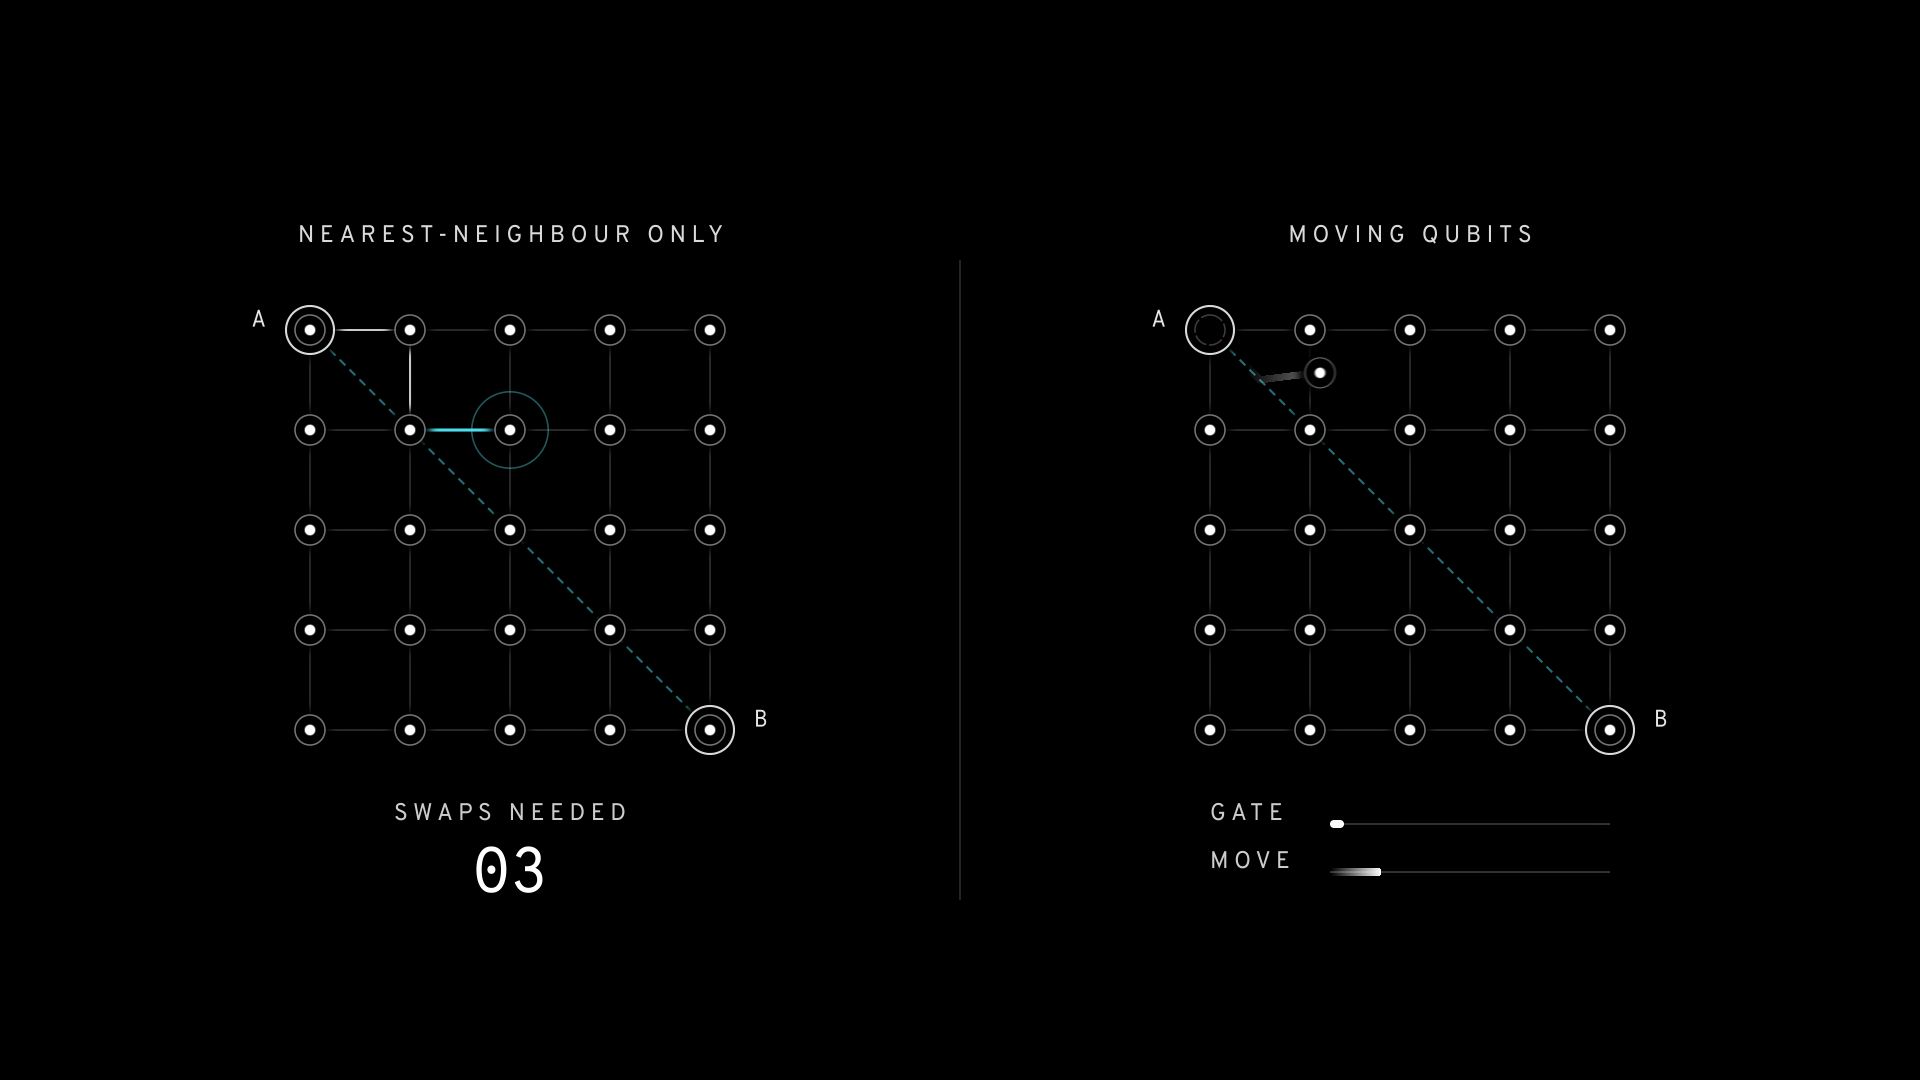 NEAREST-NEIGHBOUR ONLY
A
B
SWAPS NEEDED
03
MOVING QUBITS
A
B
GATE
MOVE